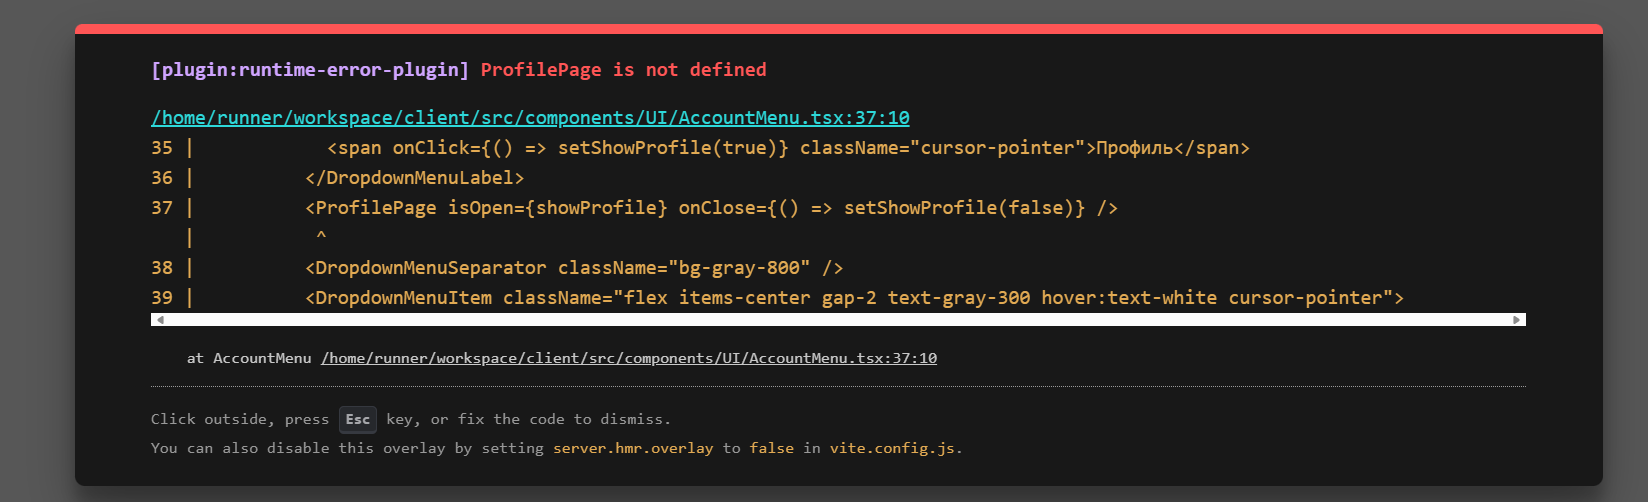 [plugin:runtime-error-plugin] ProfilePage is not defined
/home/runner/workspace/client/src/components/UI/AccountMenu.tsx:37:10
35 |            <span onClick={() => setShowProfile(true)} className="cursor-pointer">Профиль</span>
36 |          </DropdownMenuLabel>
37 |          <ProfilePage isOpen={showProfile} onClose={() => setShowProfile(false)} />
   |           ^
38 |          <DropdownMenuSeparator className="bg-gray-800" />
39 |          <DropdownMenuItem className="flex items-center gap-2 text-gray-300 hover:text-white cursor-pointer">
at AccountMenu /home/runner/workspace/client/src/components/UI/AccountMenu.tsx:37:10
Click outside, press Esc key, or fix the code to dismiss.
You can also disable this overlay by setting server.hmr.overlay to false in vite.config.js.